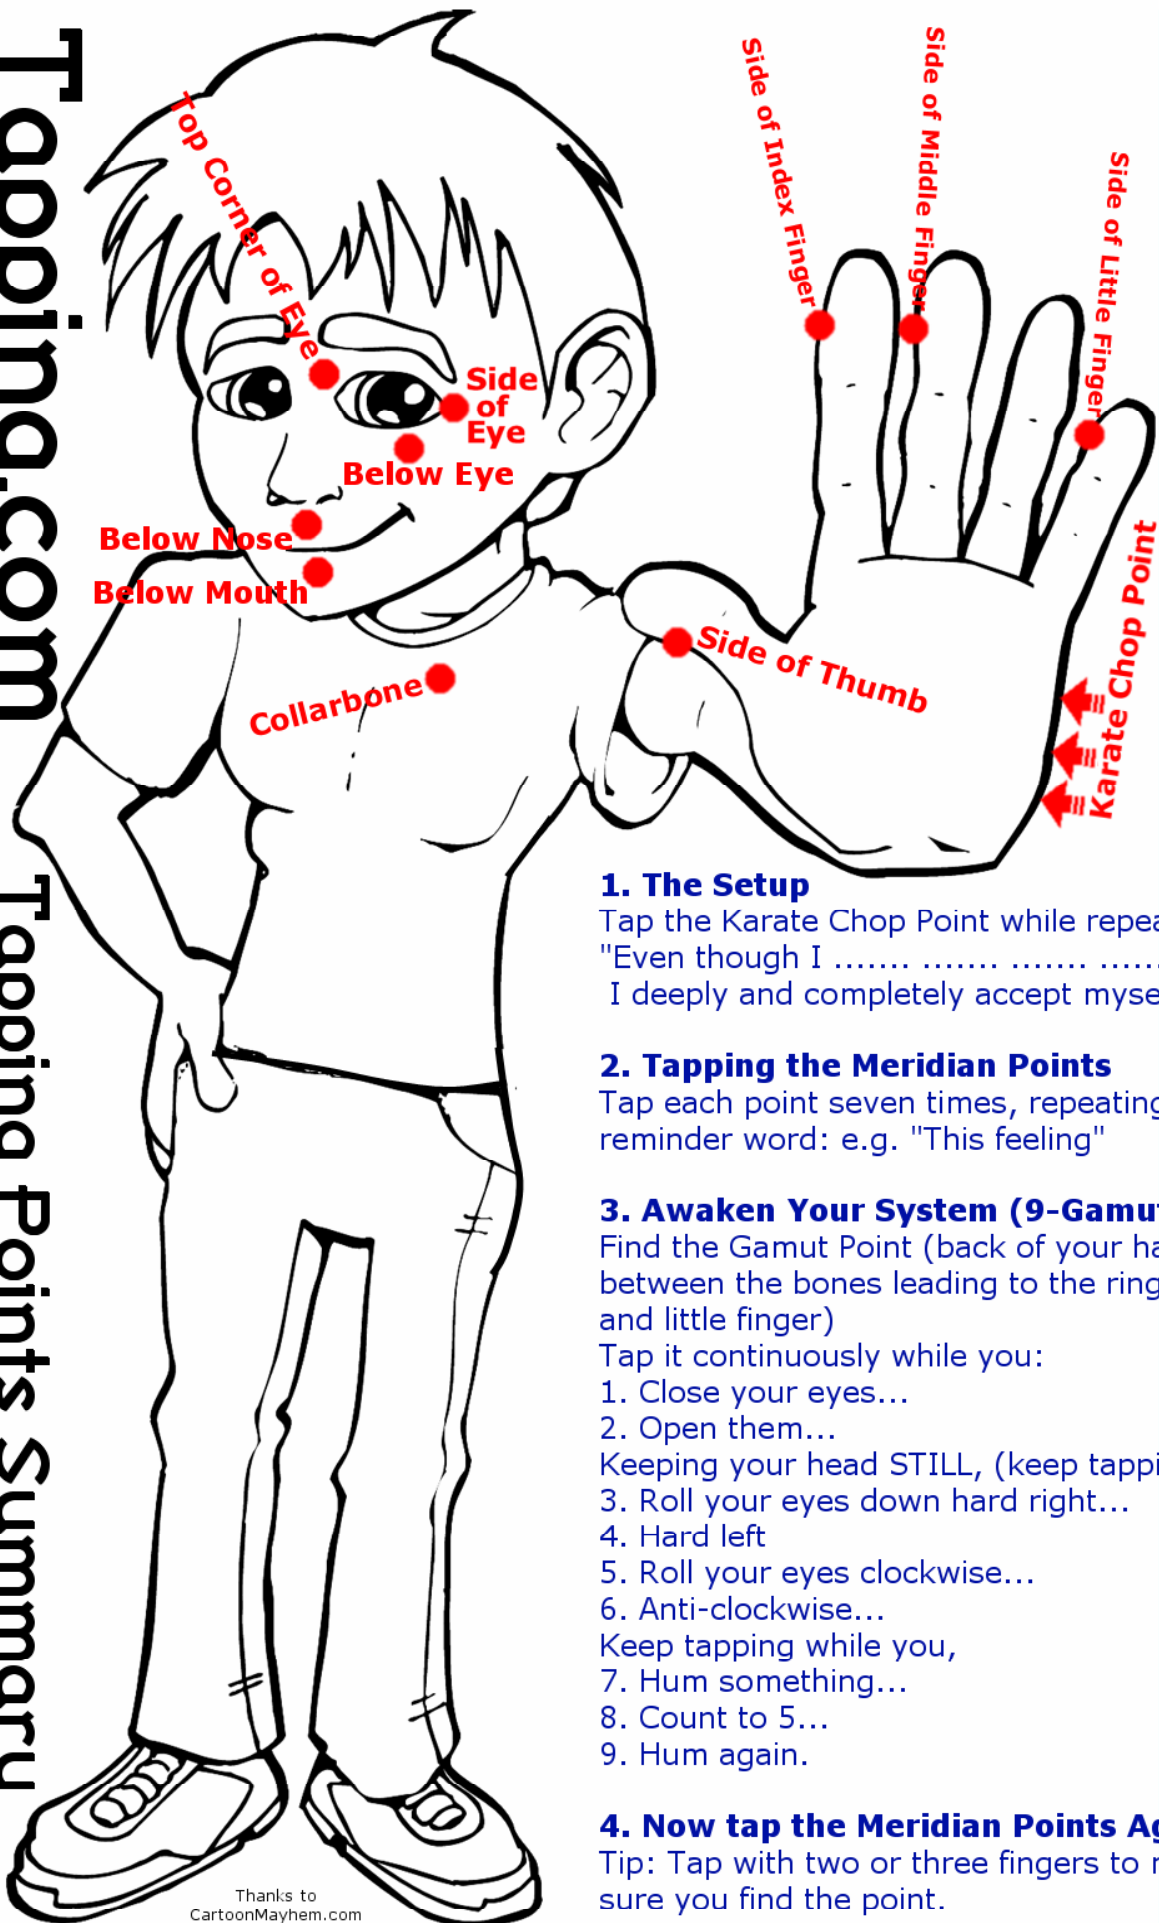 Tapping.com Tapping Points Summary
Top Corner of Eye
Side
of
Eye
Below Eye
Below Nose
Below Mouth
Collarbone
Side of Index Finger
Side of Middle Finger
Side of Little Finger
Side of Thumb
Karate Chop Point
1. The Setup
Tap the Karate Chop Point while
"Even though I ....... ....... ....... ......
I deeply and completely accept
2. Tapping the Meridian Points
Tap each point seven times, repeating
reminder word: e.g. "This feeling"
3. Awaken Your System (9-Gamut
Find the Gamut Point (back of your
between the bones leading to the ring
and little finger)
Tap it continuously while you:
1. Close your eyes...
2. Open them...
Keeping your head STILL, (keep
3. Roll your eyes down hard right...
4. Hard left
5. Roll your eyes clockwise...
6. Anti-clockwise...
Keep tapping while you,
7. Hum something...
8. Count to 5...
9. Hum again.
4. Now tap the Meridian Points
Tip: Tap with two or three fingers to
sure you find the point.
Thanks to
CartoonMayhem.com